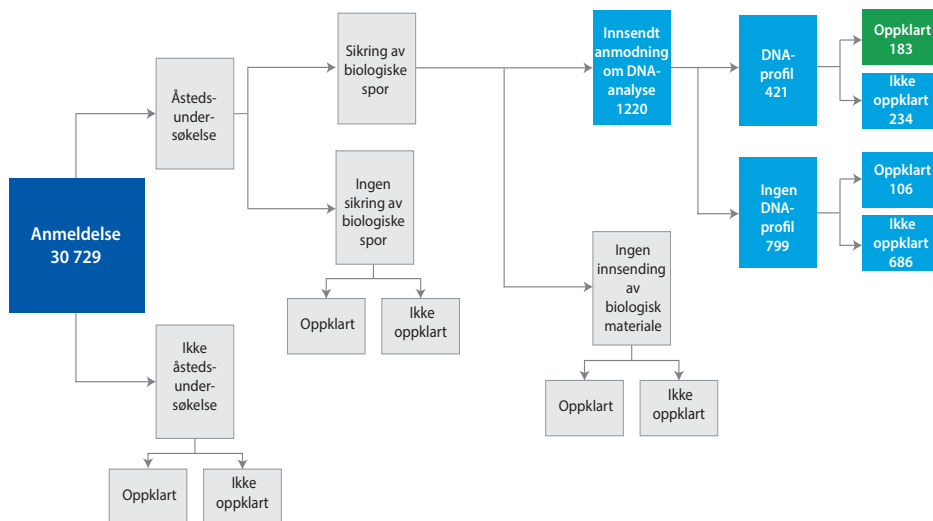 Anmeldelse
30 729
Åsteds-
under-
søkelse
Ikke
åsteds-
under-
søkelse
Oppklart
Ikke
oppklart
Sikring av
biologiske
spor
Ingen
sikring av
biologiske
spor
Oppklart
Ikke
oppklart
Innsendt
anmodning
om DNA-
analyse
1220
Ingen
innsending
av
biologisk
materiale
Oppklart
Ikke
oppklart
DNA-
profil
421
Oppklart
183
Ikke
oppklart
234
Ingen
DNA-
profil
799
Oppklart
106
Ikke
oppklart
686